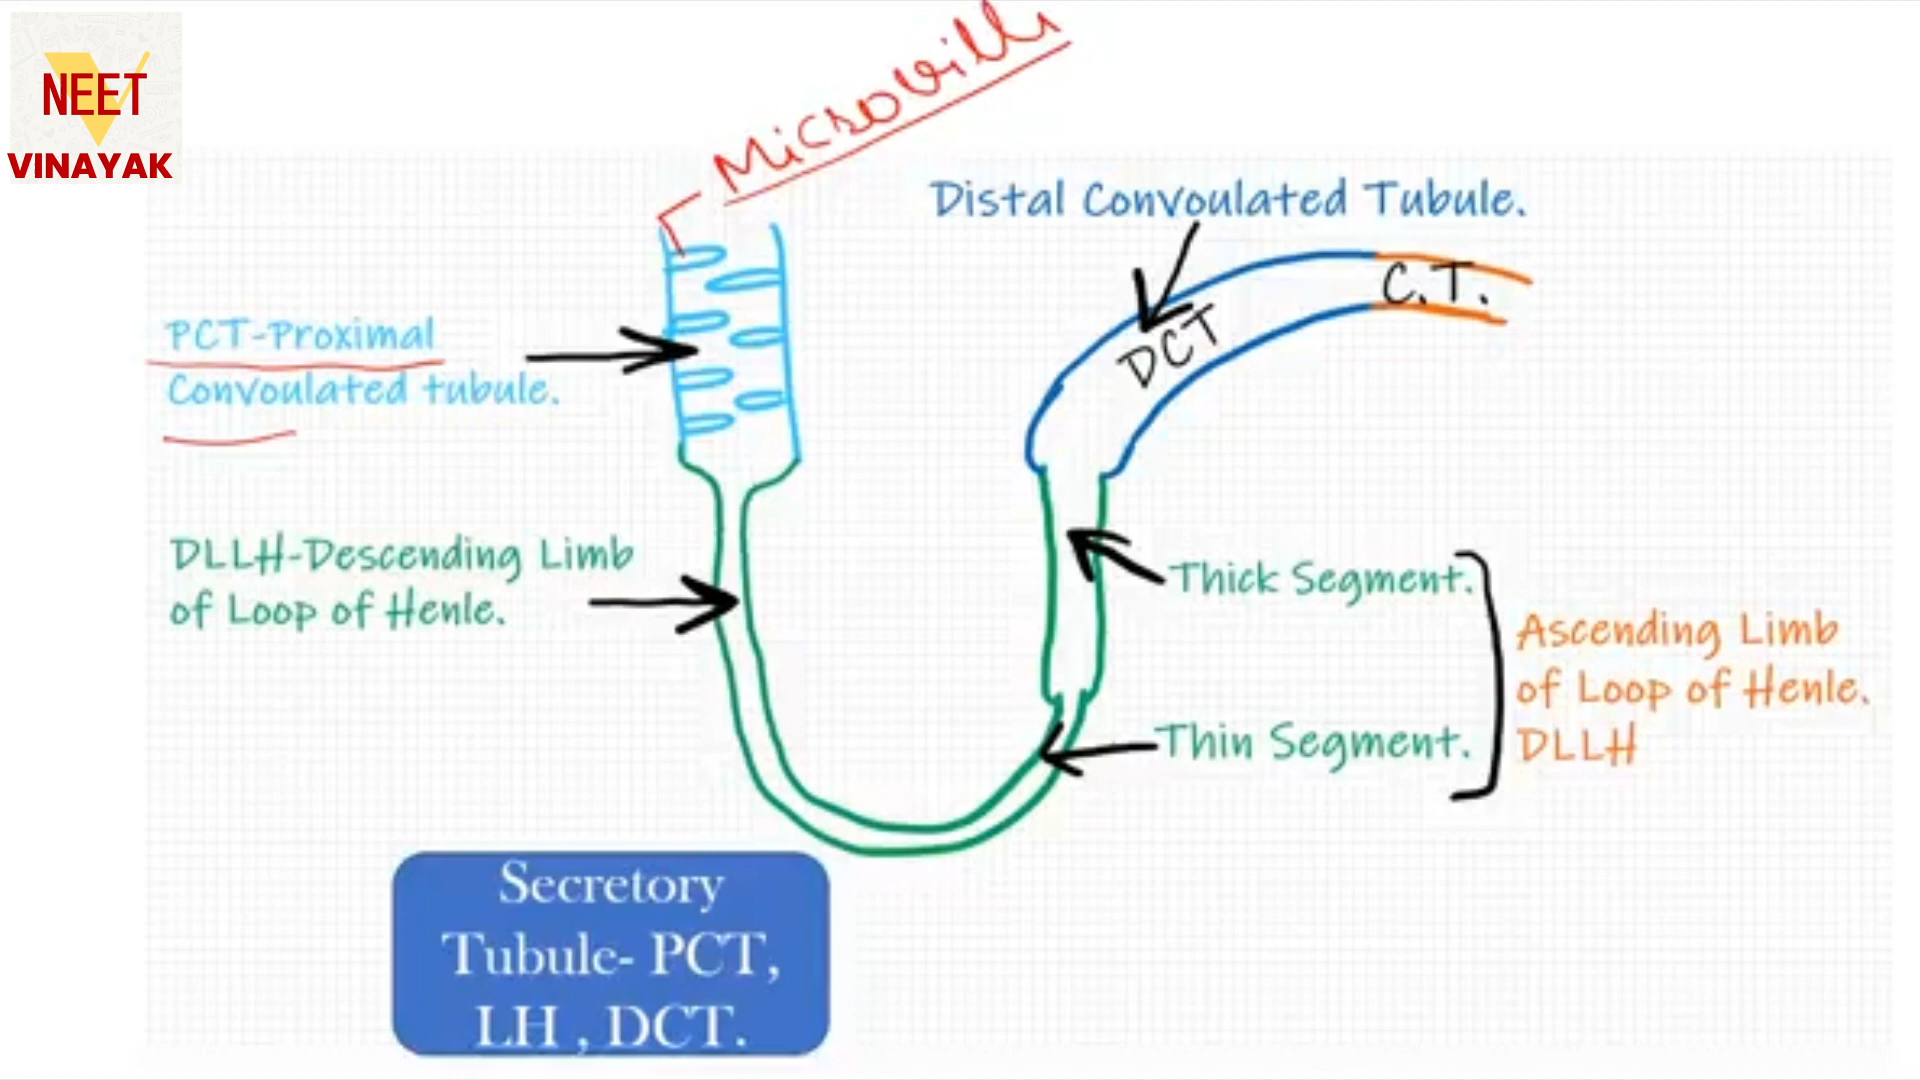 NEET
VINAYAK
Microvilli
Distal Convoulated Tubule.
C.T.
DCT
PCT-Proximal
Convoulated tubule.
DLLH-Descending Limb
of Loop of Henle.
Thick Segment.
Thin Segment.
Ascending Limb
of Loop of Henle.
DLLH
Secretory
Tubule- PCT,
LH , DCT.